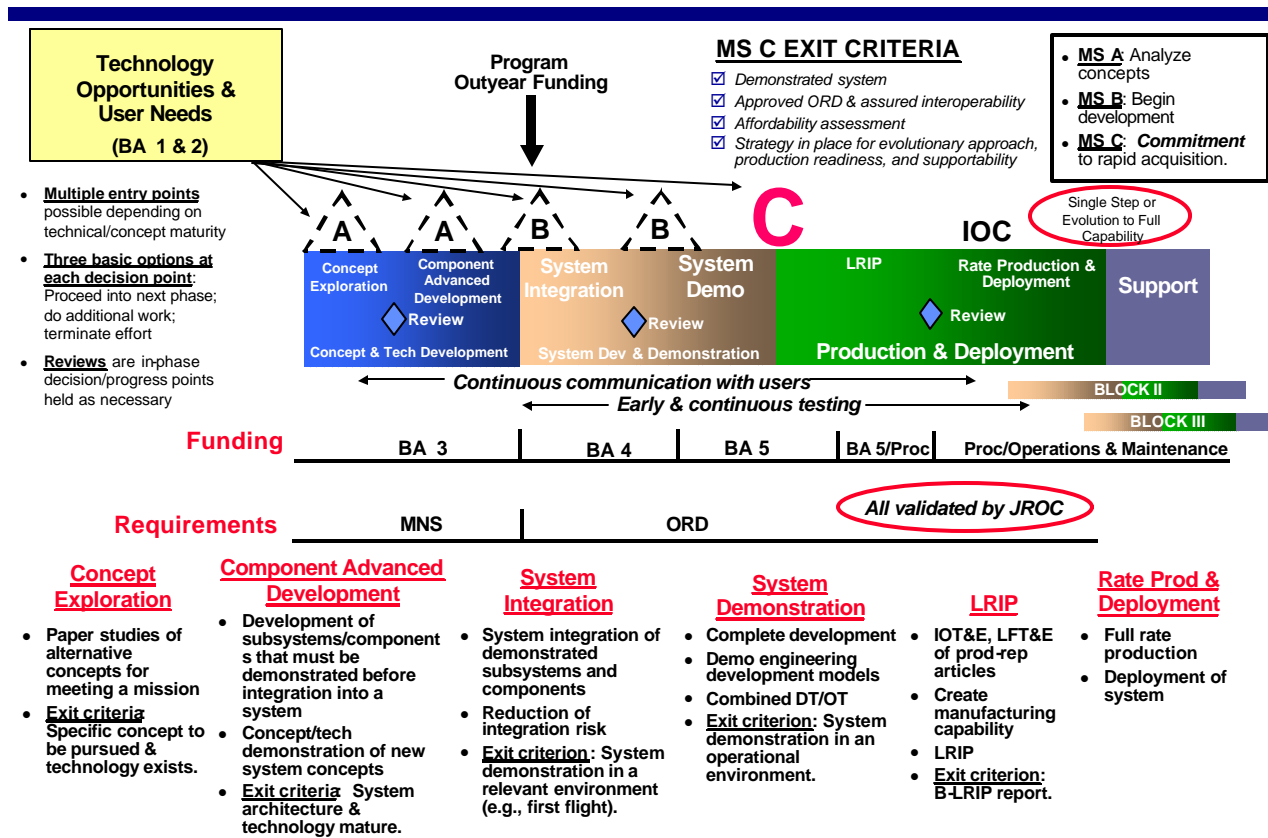 Technology
Opportunities &
User Needs
(BA 1 & 2)
Program
Outyear Funding
MS C EXIT CRITERIA
☑ Demonstrated system
☑ Approved ORD & assured interoperability
☑ Affordability assessment
☑ Strategy in place for evolutionary approach,
production readiness, and supportability
• MS A: Analyze
concepts
• MS B: Begin
development
• MS C: Commitment
to rapid acquisition.
• Multiple entry points
possible depending on
technical/concept maturity
• Three basic options at
each decision point:
Proceed into next phase;
do additional work;
terminate effort
• Reviews are in-phase
decision/progress points
held as necessary
A
A
B
B
C
IOC
Single Step or
Evolution to Full
Capability
Concept
Exploration
Component
Advanced
Development
Review
Concept & Tech Development
System
Integration
System
Demo
Review
System Dev & Demonstration
LRIP
Rate Production &
Deployment
Review
Production & Deployment
Support
Continuous communication with users
Early & continuous testing
BLOCK II
BLOCK III
Funding
BA 3
BA 4
BA 5
BA 5/Proc
Proc/Operations & Maintenance
Requirements
MNS
ORD
All validated by JROC
Concept
Exploration
• Paper studies of
alternative
concepts for
meeting a mission
• Exit criteria:
Specific concept to
be pursued &
technology exists.
Component Advanced
Development
• Development of
subsystems/component
s that must be
demonstrated before
integration into a
system
• Concept/tech
demonstration of new
system concepts
• Exit criteria: System
architecture &
technology mature.
System
Integration
• System integration of
demonstrated
subsystems and
components
• Reduction of
integration risk
• Exit criterion: System
demonstration in a
relevant environment
(e.g., first flight).
System
Demonstration
• Complete development
• Demo engineering
development models
• Combined DT/OT
• Exit criterion: System
demonstration in an
operational
environment.
LRIP
• IOT&E, LFT&E
of prod-rep
articles
• Create
manufacturing
capability
• LRIP
• Exit criterion:
B-LRIP report.
Rate Prod &
Deployment
• Full rate
production
• Deployment of
system